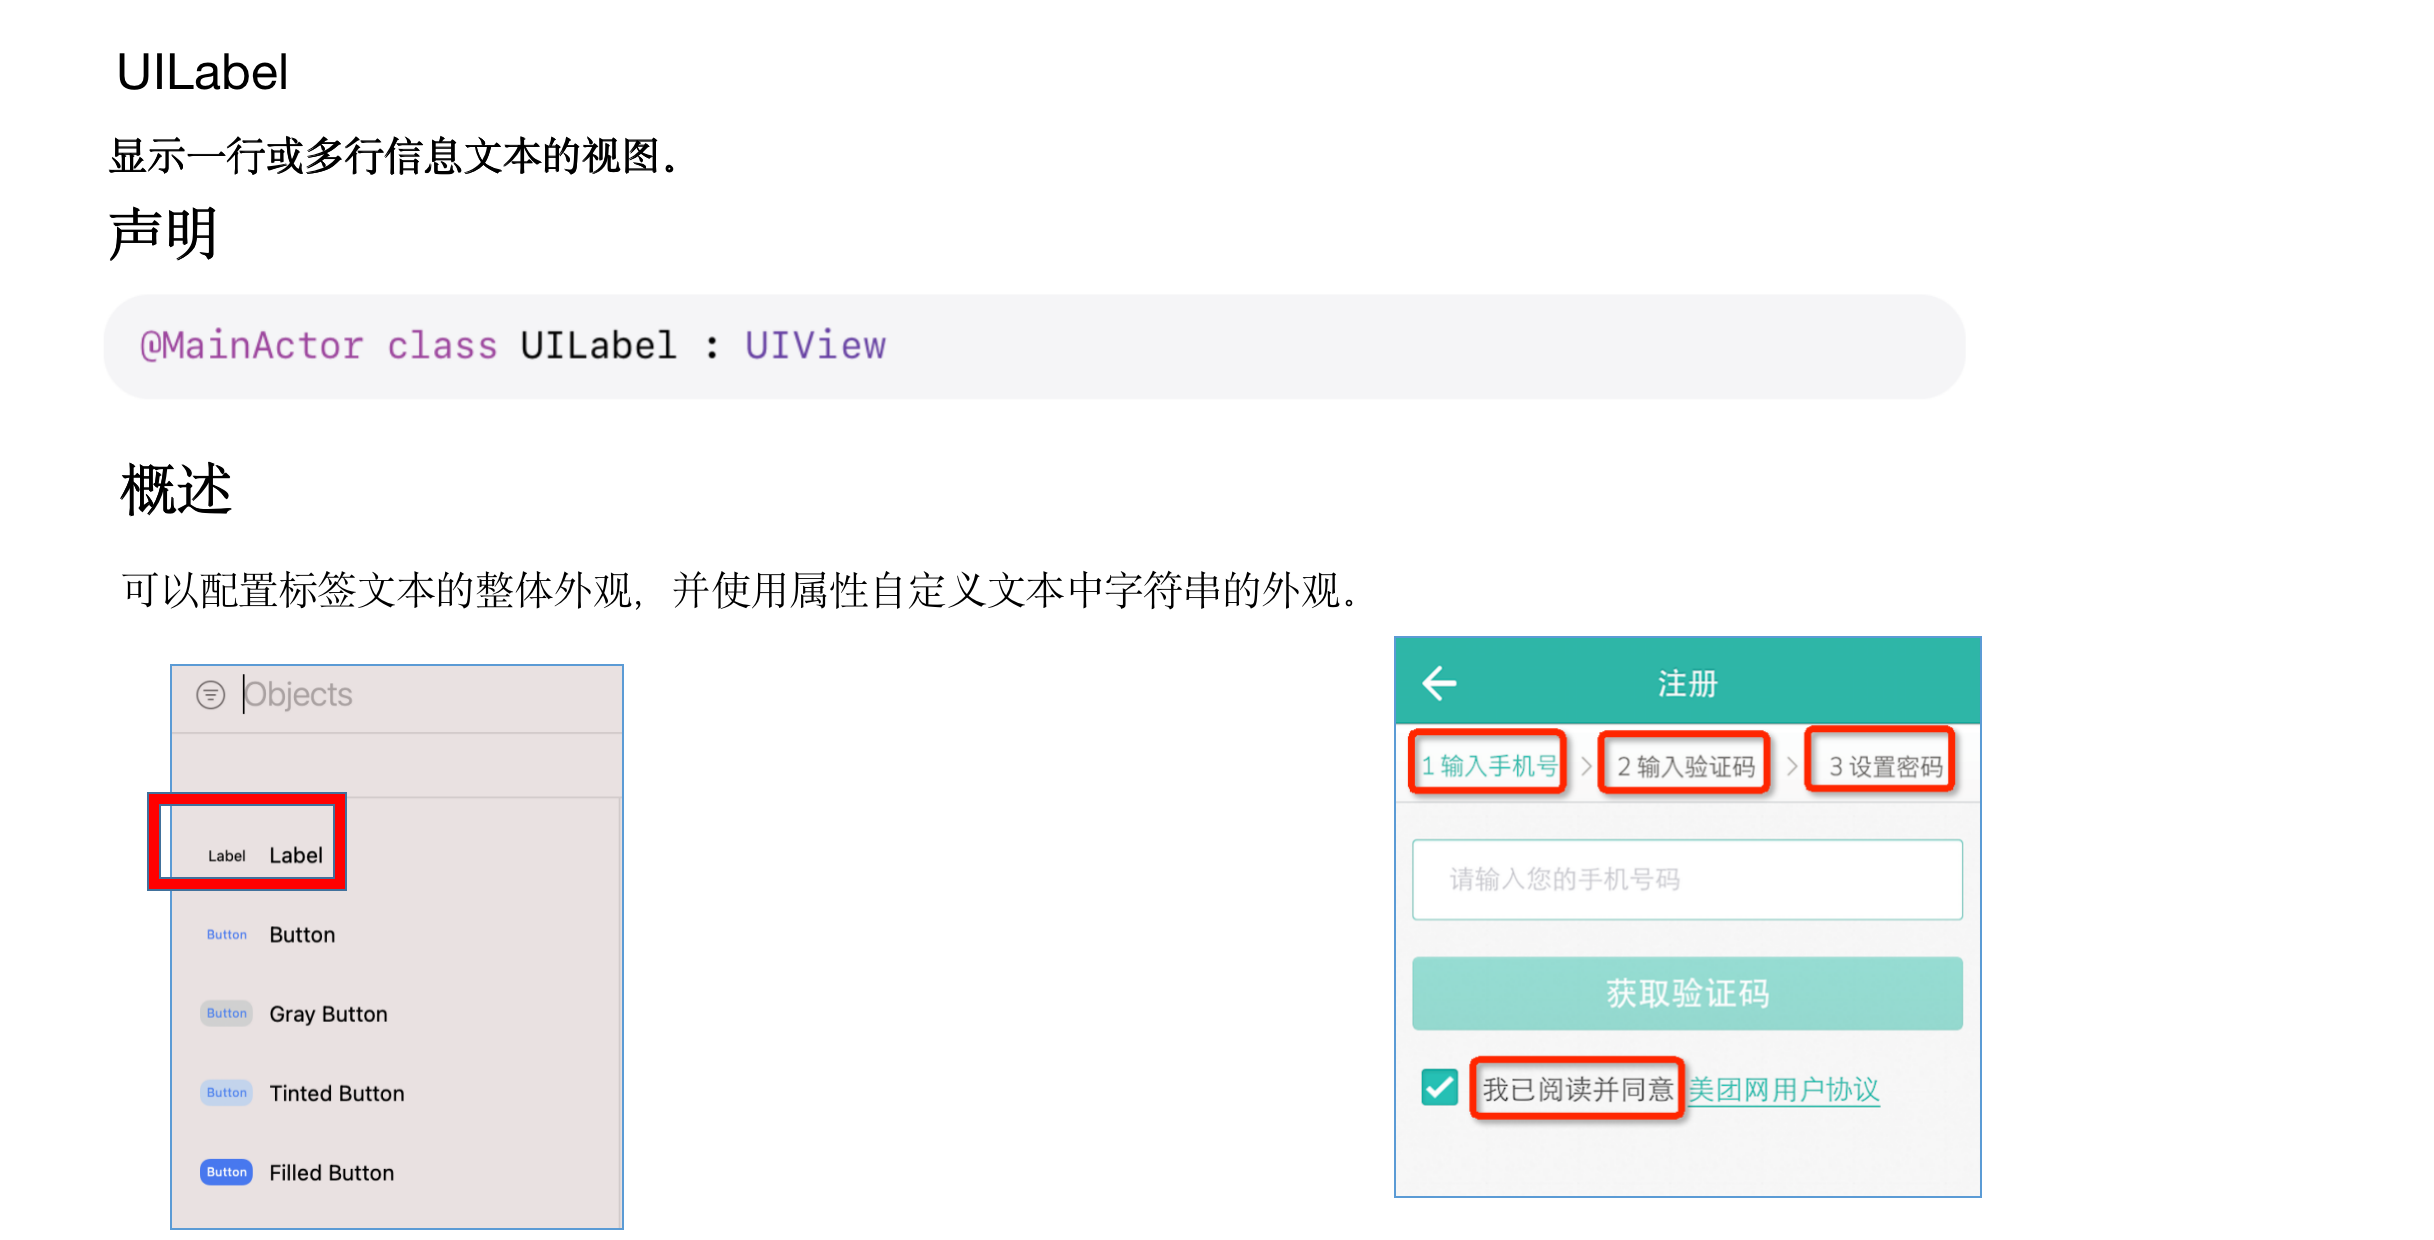 UILabel
显示一行或多行信息文本的视图。
声明
@MainActor class UILabel : UIView
概述
可以配置标签文本的整体外观，并使用属性自定义文本中字符串的外观。
Objects
Label Label
Button Button
Button Gray Button
Button Tinted Button
Button Filled Button
注册
1 输入手机号 > 2 输入验证码 > 3 设置密码
请输入您的手机号码
获取验证码
我已阅读并同意 美团网用户协议